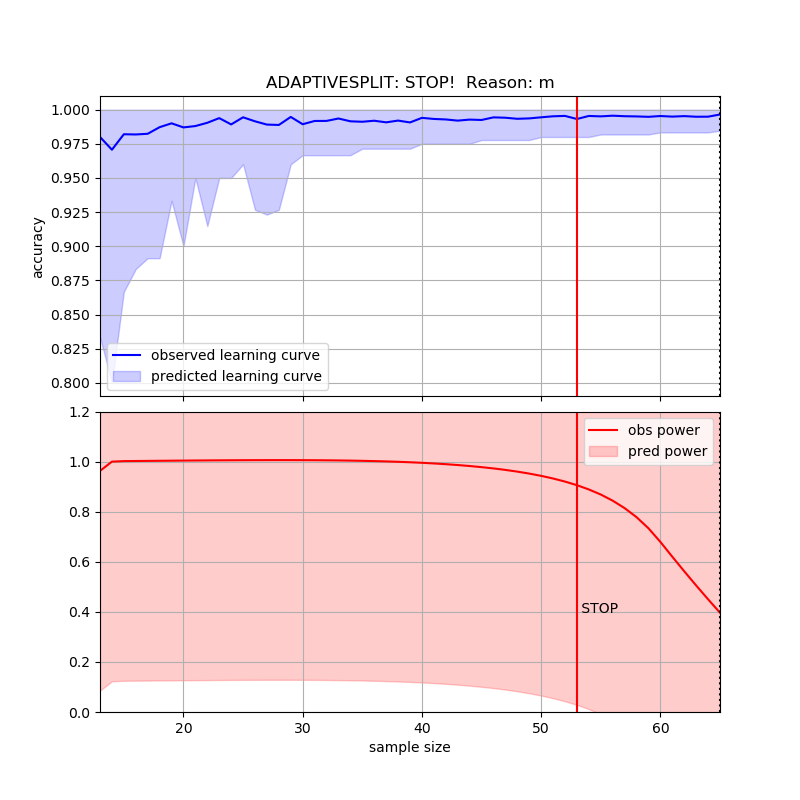 ADAPTIVESPLIT: STOP!  Reason: m
1.000
0.975
0.950
0.925
0.900
0.875
0.850
0.825
0.800
accuracy
observed learning curve
predicted learning curve
1.2
1.0
0.8
0.6
0.4
0.2
0.0
obs power
pred power
STOP
20 30 40 50 60
sample size